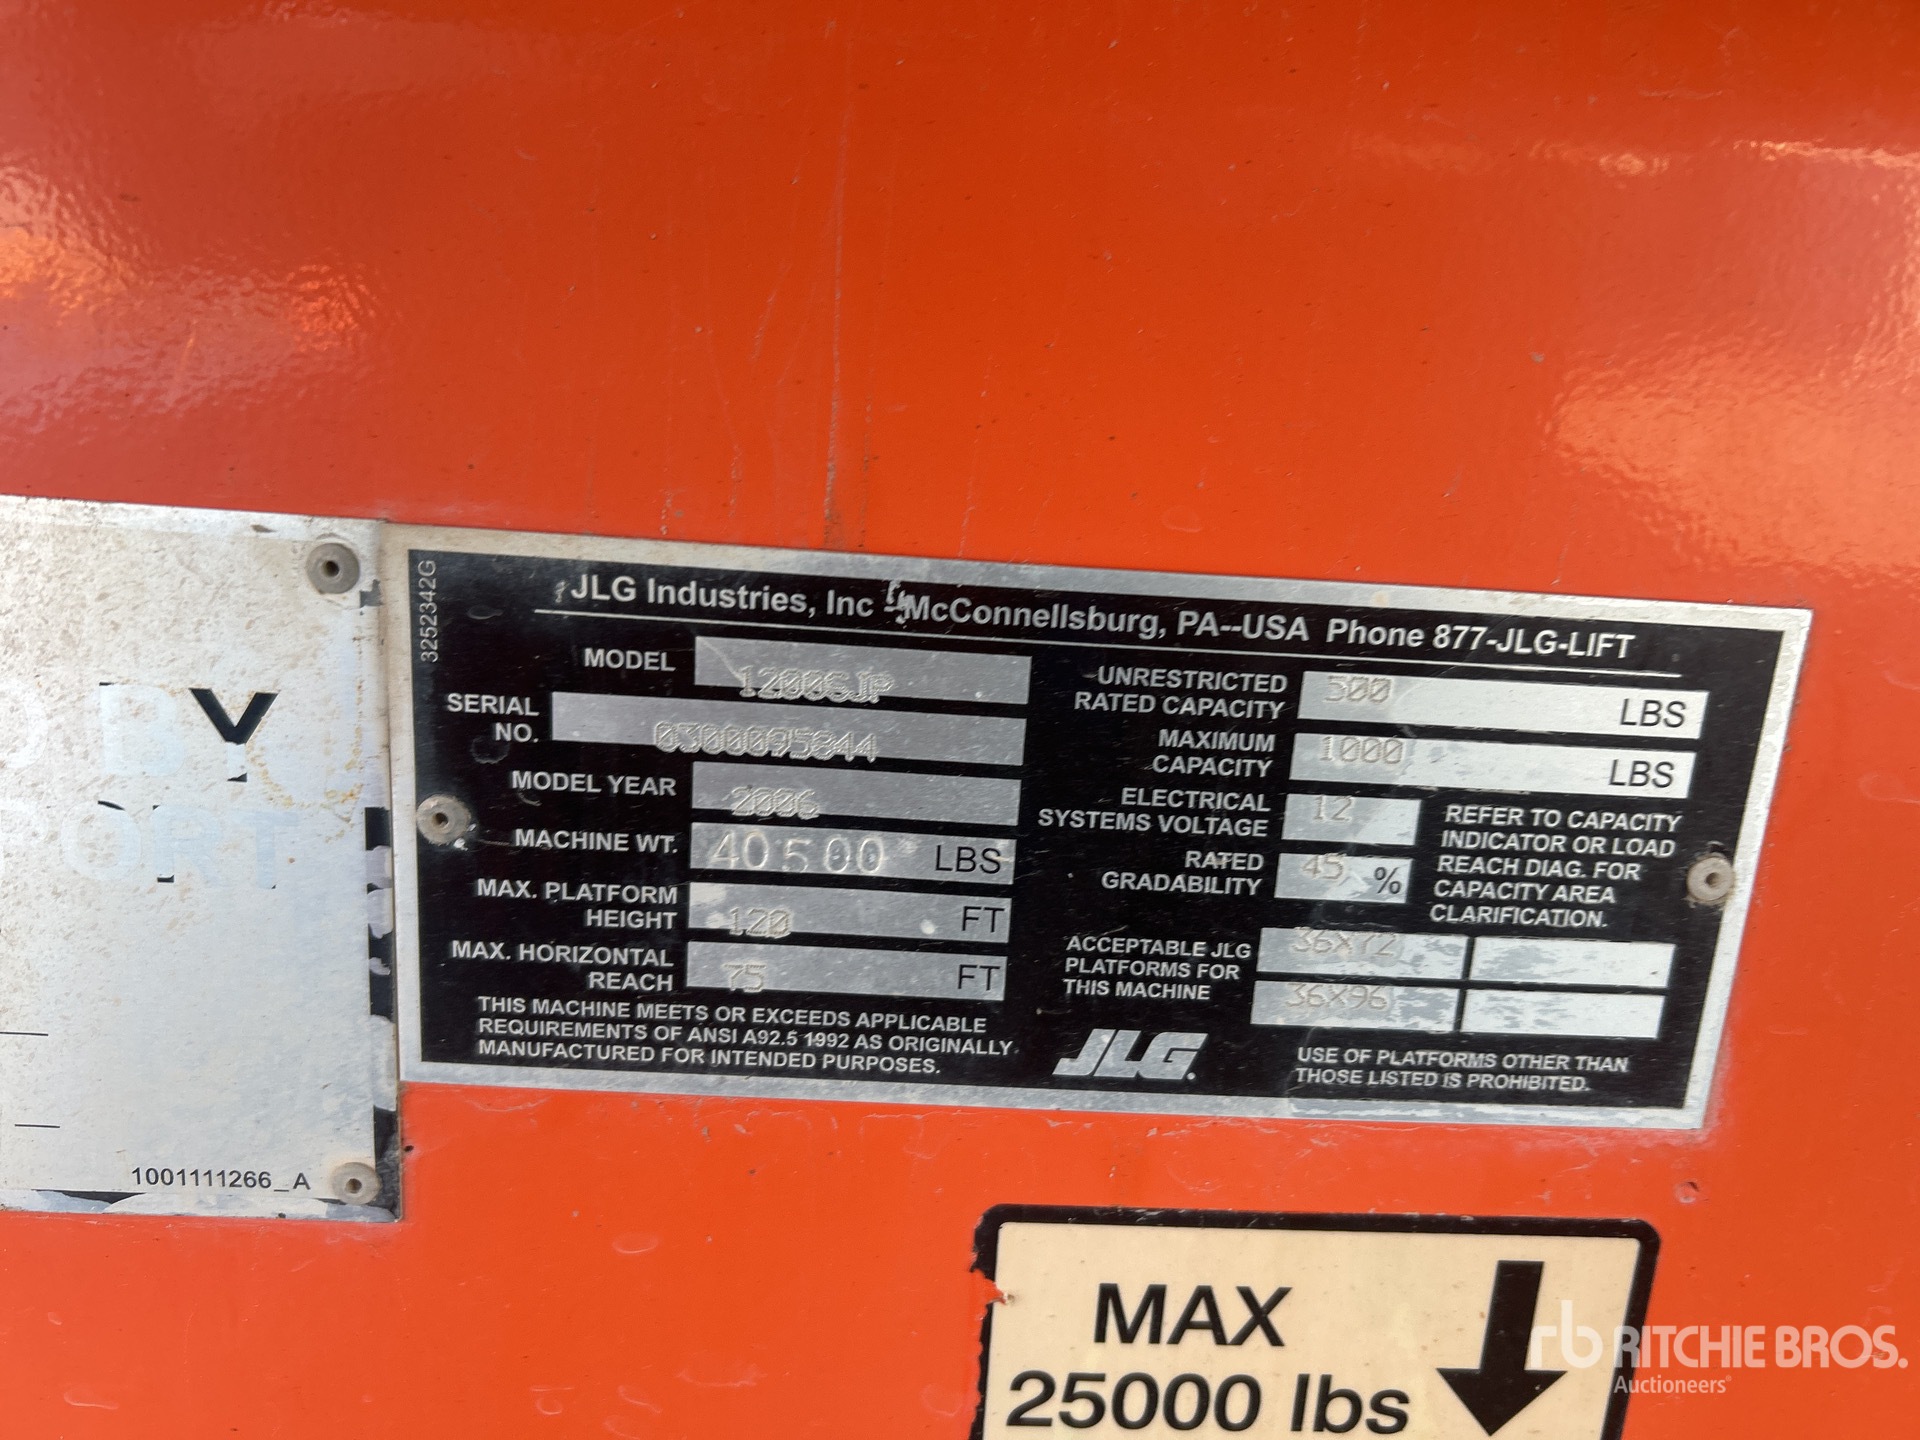 BY
ORT
1001111266_A
3252342G
JLG Industries, Inc - McConnellsburg, PA--USA Phone 877-JLG-LIFT
MODEL 1200SJP
SERIAL
NO. 0300095844
MODEL YEAR 2006
MACHINE WT. 40500 LBS
MAX. PLATFORM
HEIGHT 120 FT
MAX. HORIZONTAL
REACH 75 FT
THIS MACHINE MEETS OR EXCEEDS APPLICABLE
REQUIREMENTS OF ANSI A92.5 1992 AS ORIGINALLY
MANUFACTURED FOR INTENDED PURPOSES.
UNRESTRICTED
RATED CAPACITY 500 LBS
MAXIMUM
CAPACITY 1000 LBS
ELECTRICAL
SYSTEMS VOLTAGE 12
RATED
GRADABILITY 45 %
REFER TO CAPACITY
INDICATOR OR LOAD
REACH DIAG. FOR
CAPACITY AREA
CLARIFICATION.
ACCEPTABLE JLG
PLATFORMS FOR
THIS MACHINE
36X72
36X96
JLG
USE OF PLATFORMS OTHER THAN
THOSE LISTED IS PROHIBITED.
MAX
25000 lbs
rb RITCHIE BROS.
Auctioneers